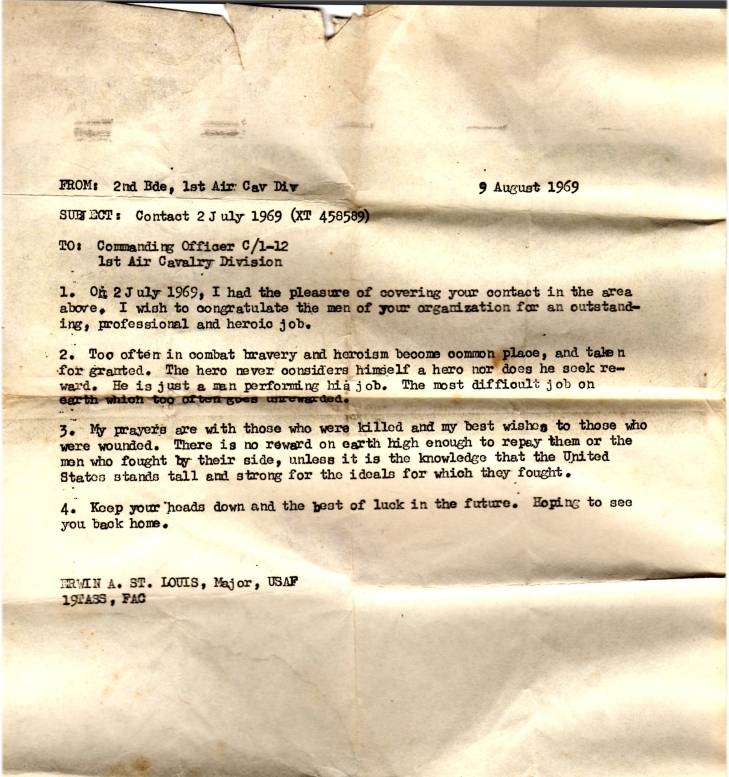 FROM: 2nd Bde, 1st Air Cav Div 9 August 1969
SUBJECT: Contact 2 July 1969 (XT 458589)
TO: Commanding Officer C/1-12
1st Air Cavalry Division
1. On 2 July 1969, I had the pleasure of covering your contact in the area
above. I wish to congratulate the men of your organization for an outstand-
ing, professional and heroic job.
2. Too often in combat bravery and heroism become common place, and taken
for granted. The hero never considers himself a hero nor does he seek re-
ward. He is just a man performing his job. The most difficult job on
earth which too often goes unrewarded.
3. My prayers are with those who were killed and my best wishes to those who
were wounded. There is no reward on earth high enough to repay them or the
men who fought by their side, unless it is the knowledge that the United
States stands tall and strong for the ideals for which they fought.
4. Keep your heads down and the best of luck in the future. Hoping to see
you back home.
ERWIN A. ST. LOUIS, Major, USAF
19TASS, FAC